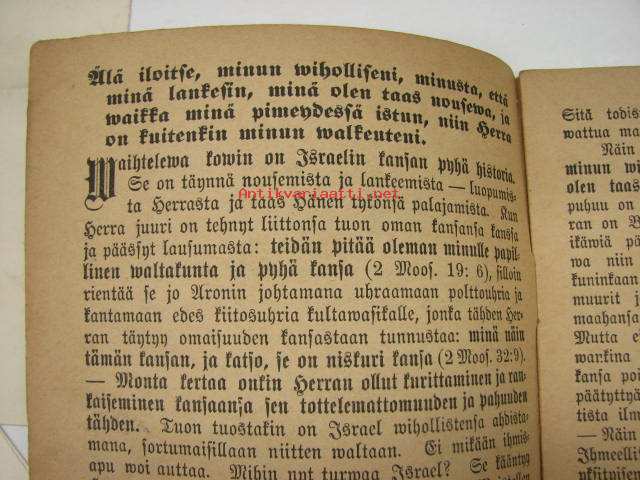 Älä iloitse, minun wiholliseni, minusta, että
minä lankesin, minä olen taas nousewa, ja
waikka minä pimeydessä istun, niin Herra
on kuitenkin minun walkeuteni.
Waihtelewa kowin on Israelin kansan pyhä historia.
Se on täynnä nousemista ja lankeemista — luopumis-
ta Herrasta ja taas Hänen tykönsä palajamista. Kun
Herra juuri on tehnyt liittonsa tuon oman kansansa kanssa
ja päässyt lausumasta: teidän pitää oleman minulle papil-
linen waltakunta ja pyhä kansa (2 Moos. 19: 6), silloin
rientää se jo Aronin johtamana uhraamaan polttouhria ja
kantamaan edes kiitosuhria kultawasikalle, jonka tähden Her-
ran täytyy omaisuuden kansastaan tunnustaa: minä näin
tämän kansan, ja katso, se on niskuri kansa (2 Moos. 32:9).
— Monta kertaa onkin Herran ollut kurittaminen ja ran-
kaiseminen kansaansa sen tottelemattomuuden ja pahuuden
tähden. Tuon tuostakin on Israel wihollistensa ahdista-
mana, sortumaisillaan niitten waltaan. Ei mikään ihmis-
apu woi auttaa. Mihin nyt turwaa Israel? Se kääntyy
Antikvariaatti.net
Sitä todis
wattua ma
Näin
minun wi
olen taas
puhuu on
ran on
ikäwiä p
wa niin
kuninkaan
muurit j
maahansa
Mutta e
wankina
kansa poi
päätyttyä
tista ilm
— Näin
Ihmeellit
yksitpisen